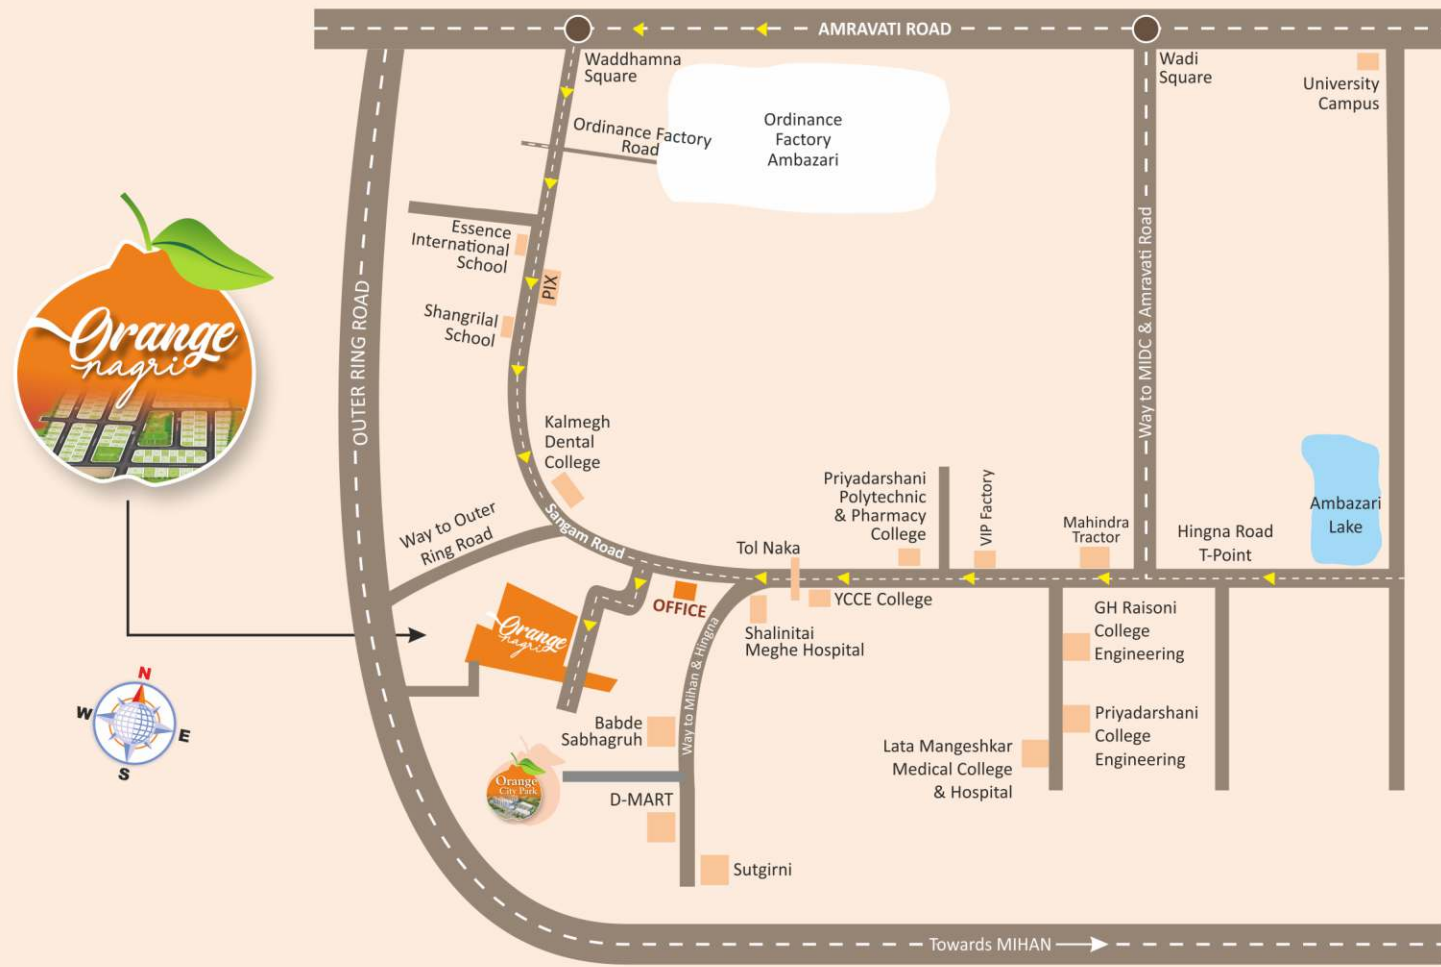 AMRAVATI ROAD
Waddhamna
Square
Wadi
Square
University
Campus
Ordinance Factory
Road
Ordinance
Factory
Ambazari
Essence
International
School
PIX
Shangrilal
School
OUTER RING ROAD
Way to MIDC & Amravati Road
Orange
nagri
Kalmegh
Dental
College
Way to Outer
Ring Road
Sangam Road
Priyadarshani
Polytechnic
& Pharmacy
College
VIP Factory
Mahindra
Tractor
Hingna Road
T-Point
Ambazari
Lake
Tol Naka
OFFICE
YCCE College
Shalinitai
Meghe Hospital
GH Raisoni
College
Engineering
Orange
nagri
Way to Mihan & Hingna
N
W
E
S
Babde
Sabhagruh
Priyadarshani
College
Engineering
Lata Mangeshkar
Medical College
& Hospital
Orange
City Park
D-MART
Sutgirni
Towards MIHAN